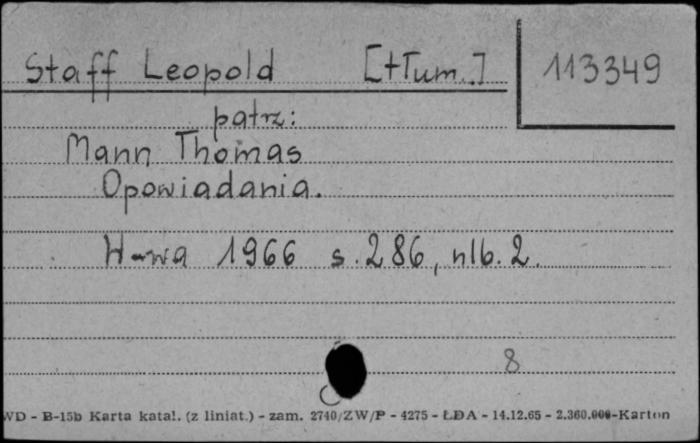 Staff Leopold [tłum.] 113349
patrz:
Mann Thomas
Opowiadania.
W-wa 1966 s. 286, nlb. 2.
8
WD - B-15b Karta katal. (z liniat.) - zam. 2740/ZW/P - 4275 - ŁDA - 14.12.65 - 2.360.000-Karton